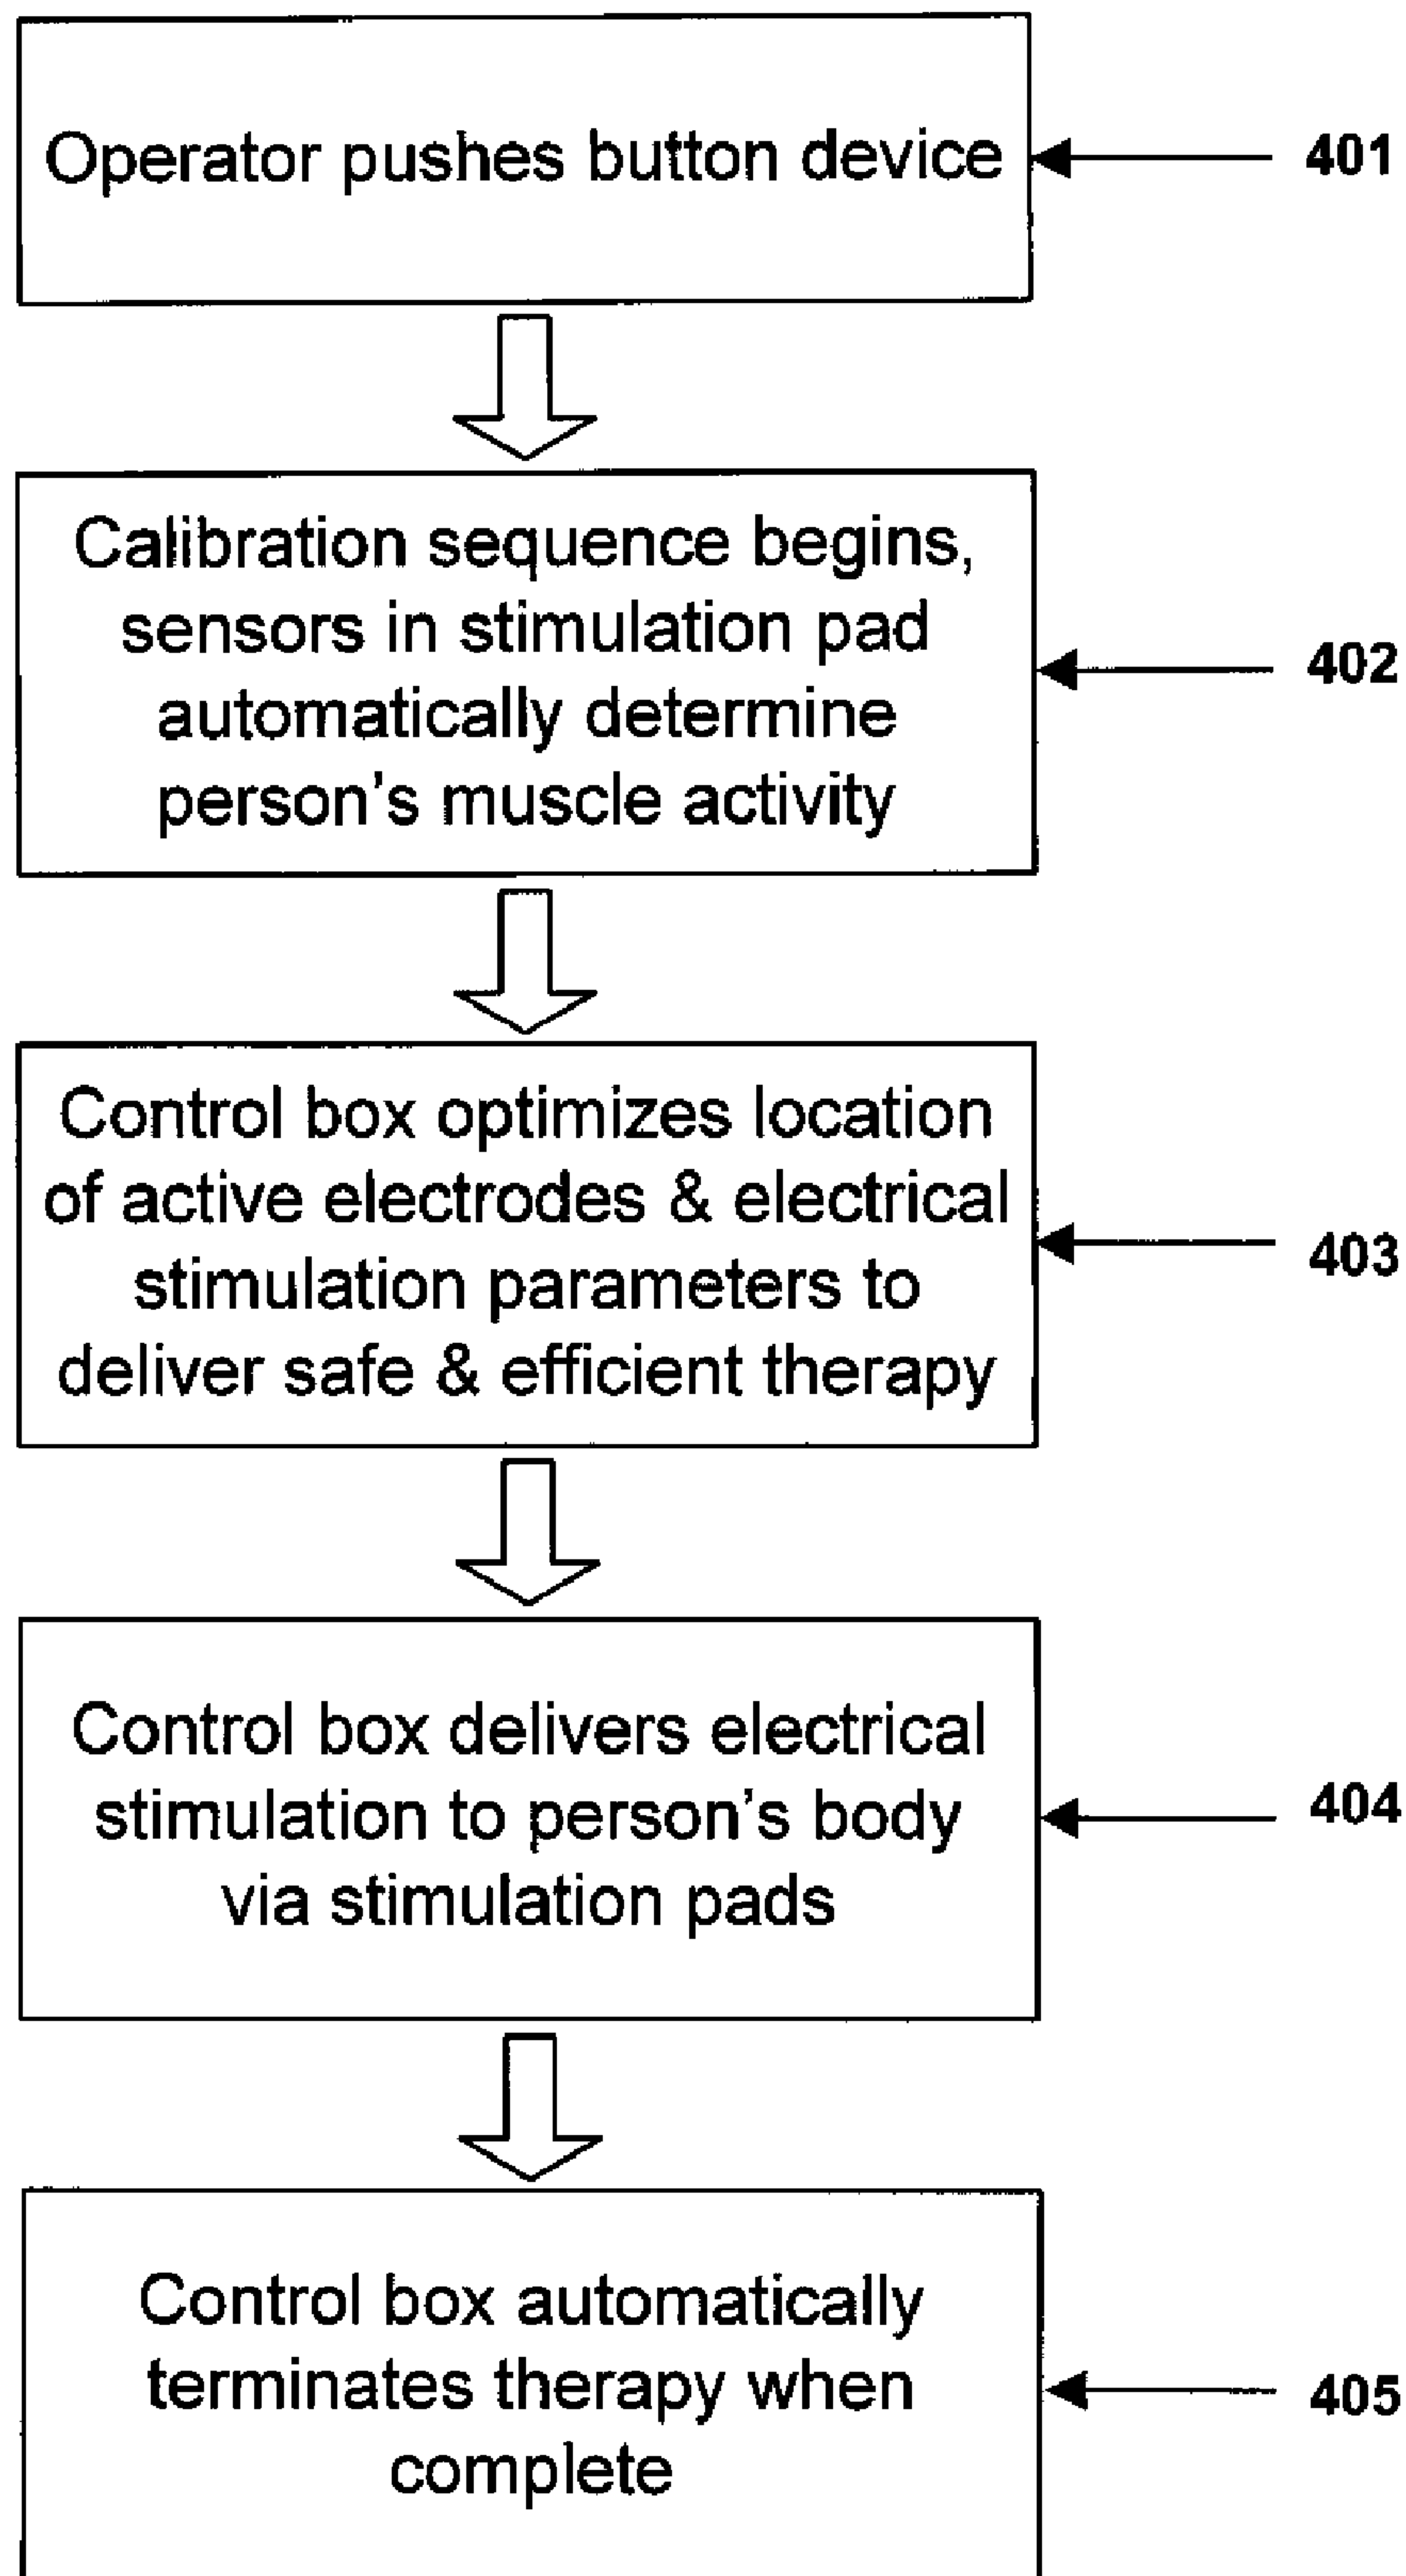 Operator pushes button device
401
Calibration sequence begins,
sensors in stimulation pad
automatically determine
person's muscle activity
402
Control box optimizes location
of active electrodes & electrical
stimulation parameters to
deliver safe & efficient therapy
403
Control box delivers electrical
stimulation to person's body
via stimulation pads
404
Control box automatically
terminates therapy when
complete
405